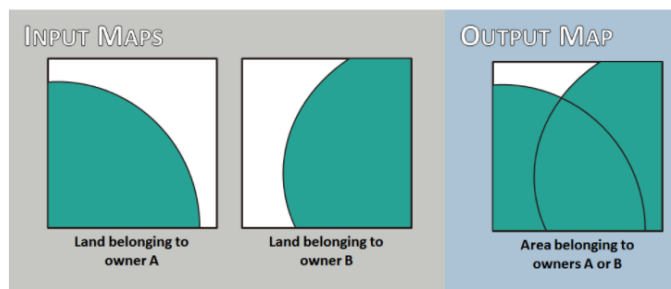 INPUT MAPS
OUTPUT MAP
Land belonging to
owner A
Land belonging to
owner B
Area belonging to
owners A or B